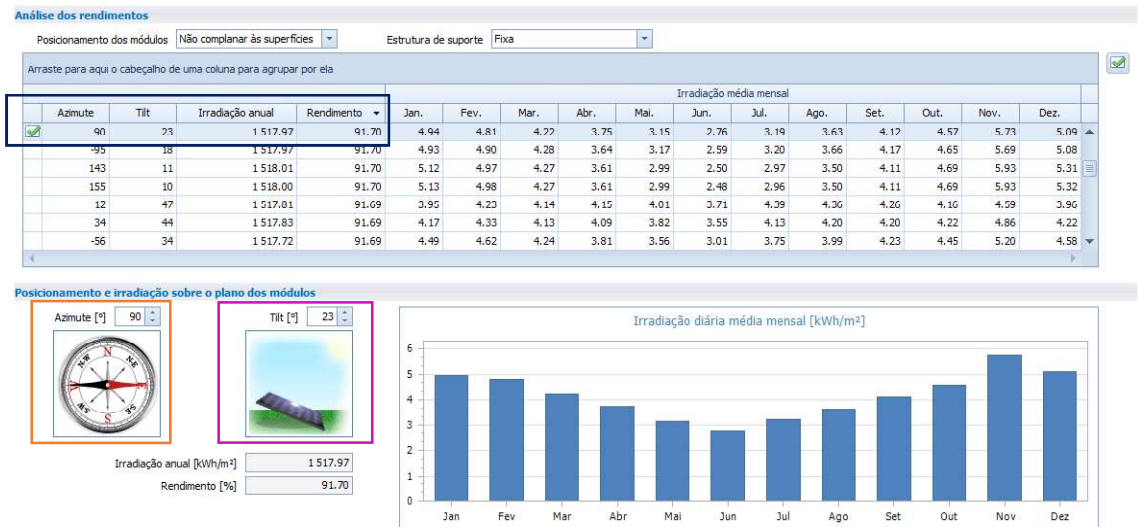 Análise dos rendimentos
Posicionamento dos módulos Não complanar às superfícies Estrutura de suporte Fixa
Arraste para aqui o cabeçalho de uma coluna para agrupar por ela
Irradiação média mensal
Azimute Tilt Irradiação anual Rendimento Jan. Fev. Mar. Abr. Mai. Jun. Jul. Ago. Set. Out. Nov. Dez.
90 23 1 517.97 91.70 4.94 4.81 4.22 3.75 3.15 2.76 3.19 3.63 4.12 4.57 5.73 5.09
-95 18 1 517.97 91.70 4.93 4.90 4.28 3.64 3.17 2.59 3.20 3.66 4.17 4.65 5.69 5.08
143 11 1 518.01 91.70 5.12 4.97 4.27 3.61 2.99 2.50 2.97 3.50 4.11 4.69 5.93 5.31
155 10 1 518.00 91.70 5.13 4.98 4.27 3.61 2.99 2.48 2.96 3.50 4.11 4.69 5.93 5.32
12 47 1 517.81 91.69 3.95 4.23 4.14 4.15 4.01 3.71 4.39 4.36 4.26 4.16 4.59 3.96
34 44 1 517.83 91.69 4.17 4.33 4.13 4.09 3.82 3.55 4.13 4.20 4.20 4.22 4.86 4.22
-56 34 1 517.72 91.69 4.49 4.62 4.24 3.81 3.56 3.01 3.75 3.99 4.23 4.45 5.20 4.58
Posicionamento e irradiação sobre o plano dos módulos
Azimute [º] 90 Tilt [º] 23
N
N-W N-E
S-W S-E
S
Irradiação anual [kWh/m²] 1 517.97
Rendimento [%] 91.70
Irradiação diária média mensal [kWh/m²]
6
5
4
3
2
1
0
Jan Fev Mar Abr Mai Jun Jul Ago Set Out Nov Dez